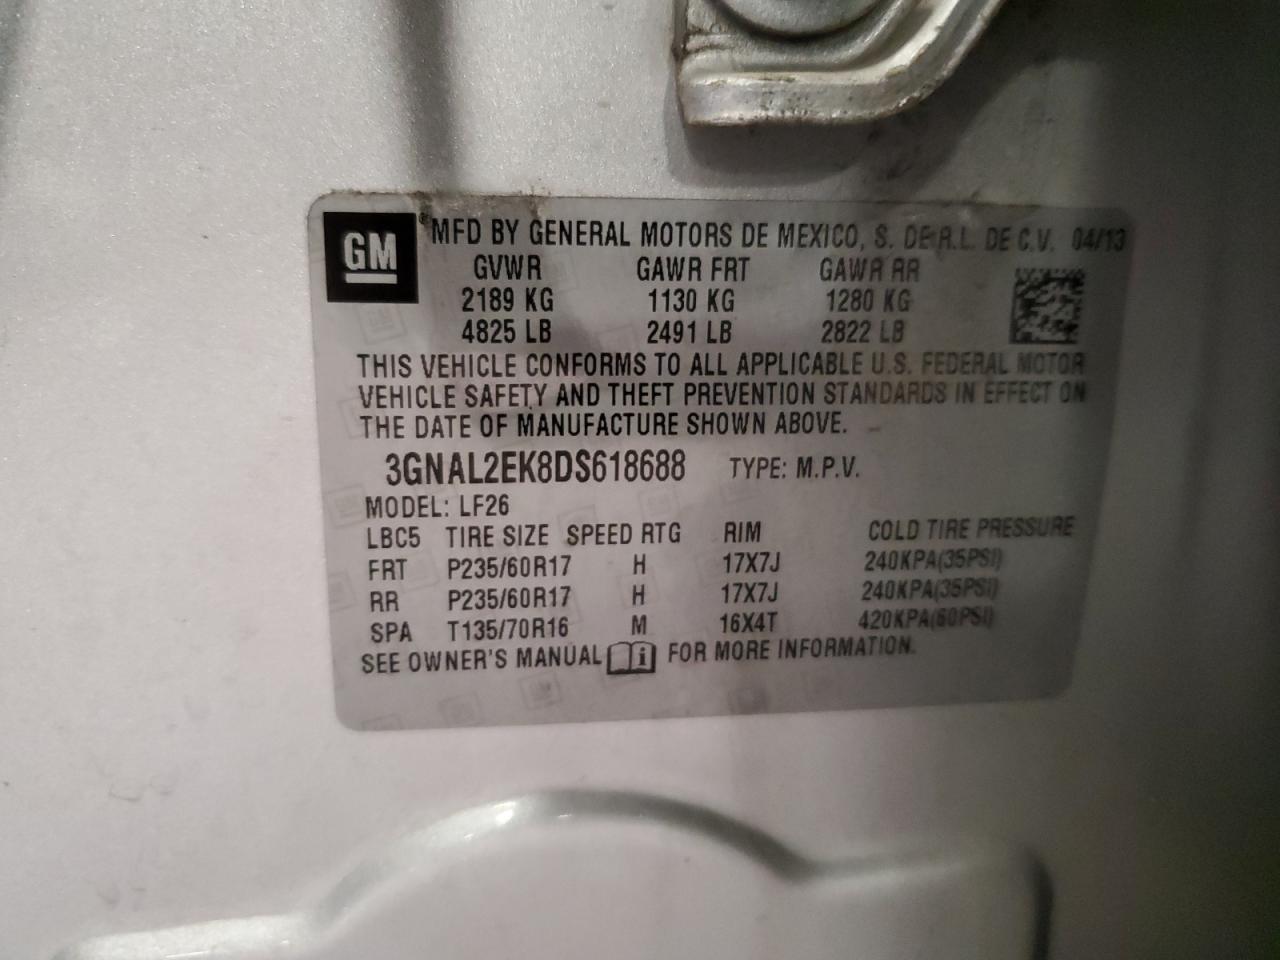 GM ® MFD BY GENERAL MOTORS DE MEXICO, S. DE R.L. DE C.V. 04/13
GVWR GAWR FRT GAWR RR
2189 KG 1130 KG 1280 KG
4825 LB 2491 LB 2822 LB
THIS VEHICLE CONFORMS TO ALL APPLICABLE U.S. FEDERAL MOTOR
VEHICLE SAFETY AND THEFT PREVENTION STANDARDS IN EFFECT ON
THE DATE OF MANUFACTURE SHOWN ABOVE.
3GNAL2EK8DS618688 TYPE: M.P.V.
MODEL: LF26
LBC5 TIRE SIZE SPEED RTG RIM COLD TIRE PRESSURE
FRT P235/60R17 H 17X7J 240KPA(35PSI)
RR P235/60R17 H 17X7J 240KPA(35PSI)
SPA T135/70R16 M 16X4T 420KPA(60PSI)
SEE OWNER'S MANUAL i FOR MORE INFORMATION.